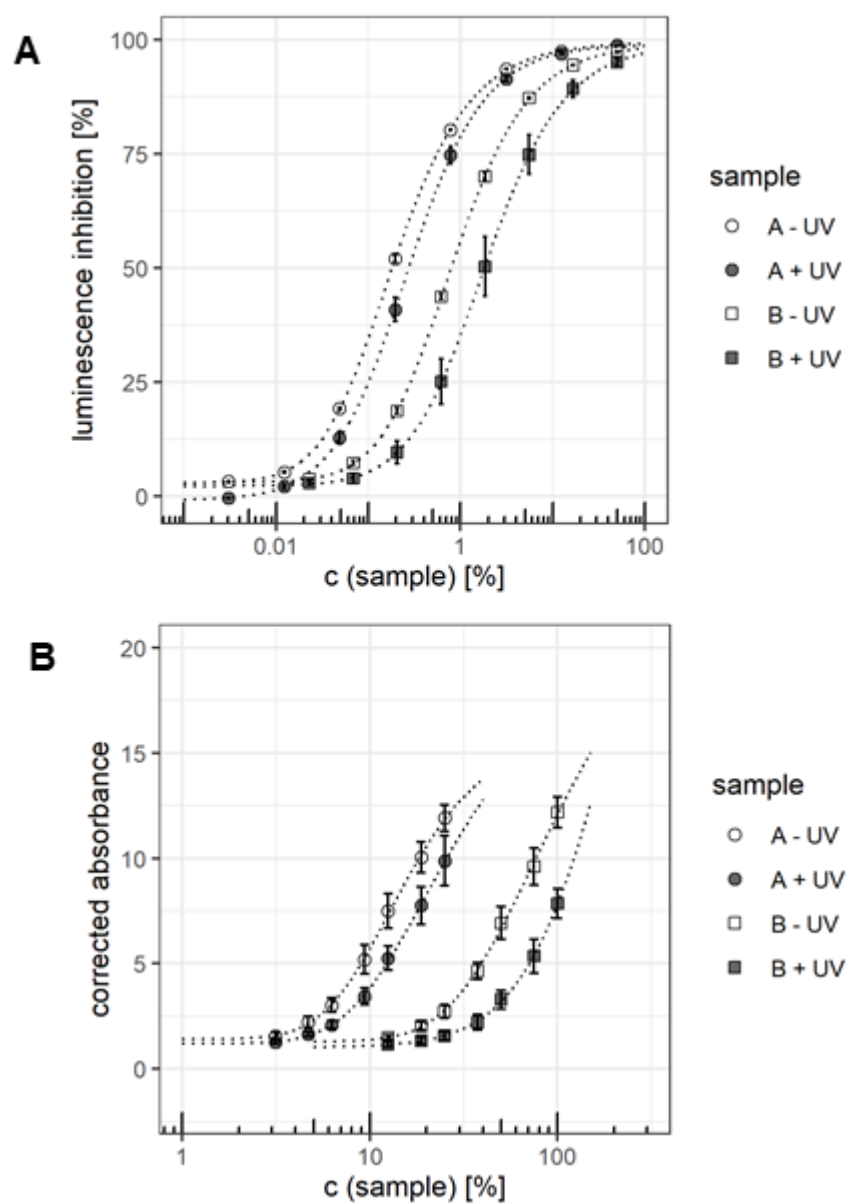 A
100
75
50
25
0
luminescence inhibition [%]
0.01
1
100
c (sample) [%]
sample
A - UV
A + UV
B - UV
B + UV
B
20
15
10
5
0
corrected absorbance
1
10
100
c (sample) [%]
sample
A - UV
A + UV
B - UV
B + UV